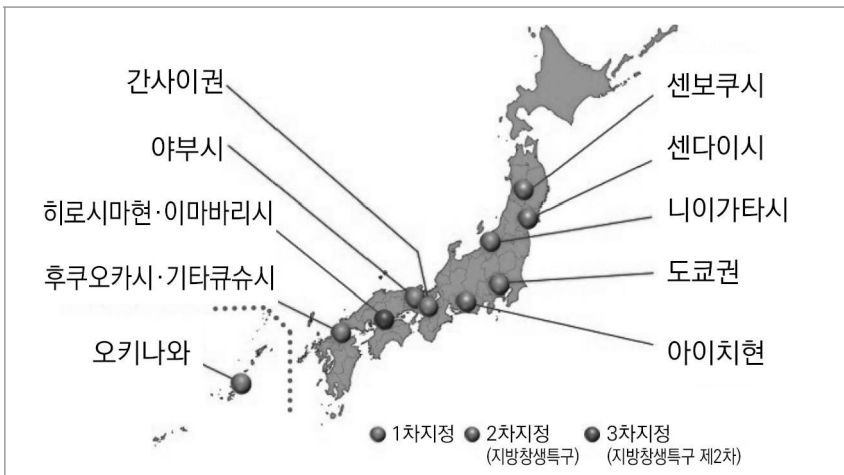 간사이권
야부시
히로시마현·이마바리시
후쿠오카시·기타큐슈시
오키나와
센보쿠시
센다이시
니이가타시
도쿄권
아이치현
1차지정
2차지정
(지방창생특구)
3차지정
(지방창생특구 제2차)